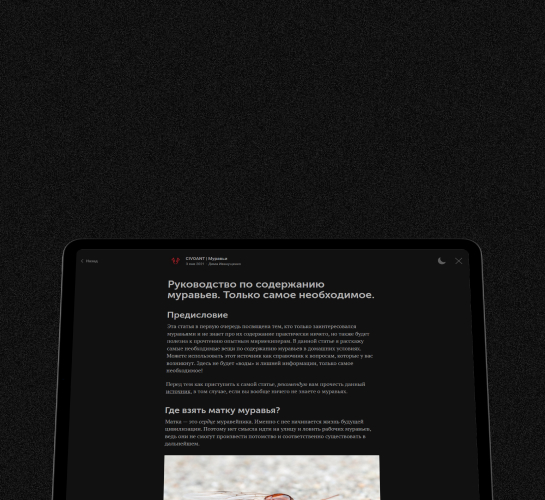 Назад
CIVOANT | Муравьи
Руководство по содержанию
муравьев. Только самое необходимое.
Предисловие
Эта статья в первую очередь посвящена тем, кто только заинтересовался
муравьями и не знает про их содержание практически ничего, но также будет
полезна к прочтению опытным мирмикиперам. В данной статье я расскажу
самые необходимые вещи по содержанию муравьев в домашних условиях.
Можете использовать этот источник как справочник к вопросам, которые у вас
возникнут. Здесь не будет «воды» и лишней информации, только самое
необходимое!
Перед тем как приступить к самой статье, рекомендую вам прочесть данный
источник, в том случае, если вы вообще ничего не знаете о муравьях.
Где взять матку муравья?
Матка — это сердце муравейника. Именно с нее начинается жизнь будущей
цивилизации. Поэтому нет смысла идти на улицу и ловить рабочих муравьев,
ведь они не смогут произвести потомство и соответственно существовать в
дальнейшем.